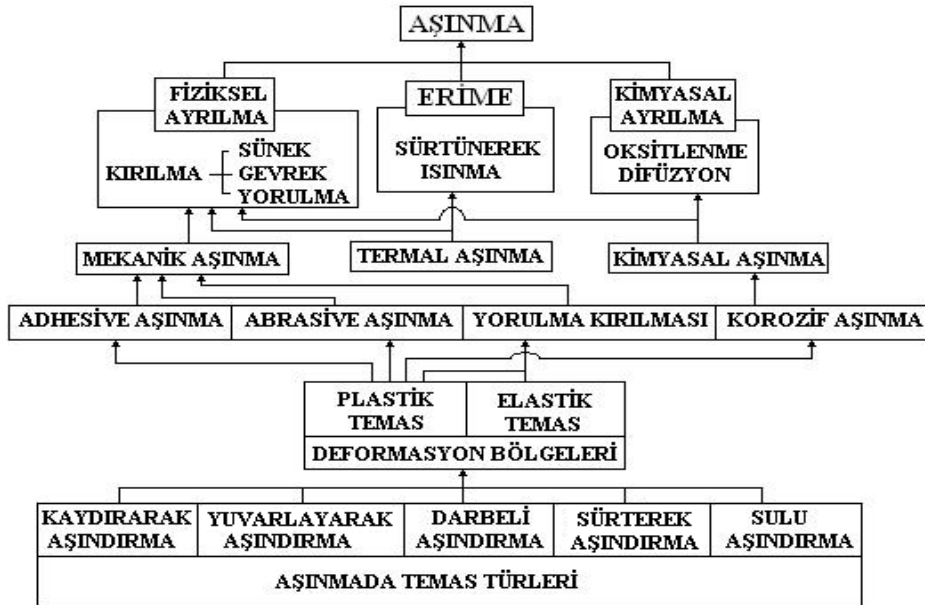 AŞINMA
FİZİKSEL
AYRILMA
ERİME
KİMYASAL
AYRILMA
KIRILMA
SÜNEK
GEVREK
YORULMA
SÜRTÜNEREK
ISINMA
OKSİTLENME
DİFÜZYON
MEKANİK AŞINMA
TERMAL AŞINMA
KİMYASAL AŞINMA
ADHESİVE AŞINMA
ABRASİVE AŞINMA
YORULMA KIRILMASI
KOROZİF AŞINMA
PLASTİK
TEMAS
ELASTİK
TEMAS
DEFORMASYON BÖLGELERİ
KAYDIRARAK
AŞINDIRMA
YUVARLAYARAK
AŞINDIRMA
DARBELİ
AŞINDIRMA
SÜRTEREK
AŞINDIRMA
SULU
AŞINDIRMA
AŞINMADA TEMAS TÜRLERİ